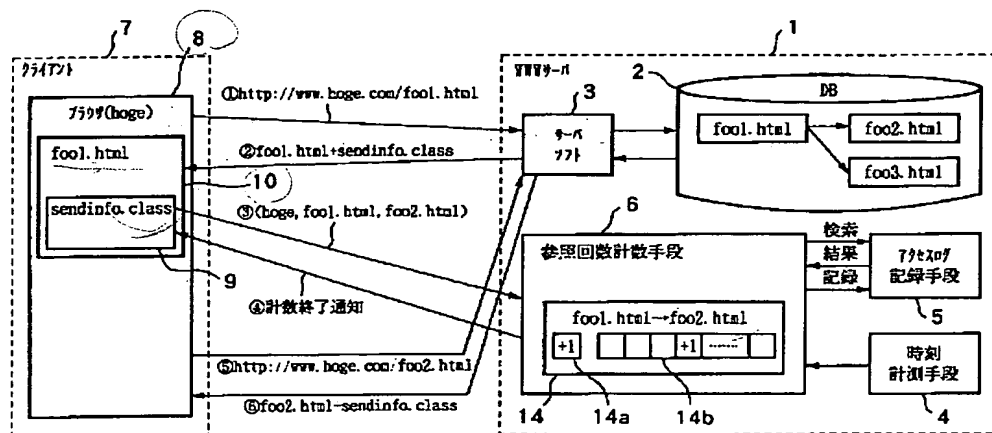 7
8
1
クライアント
WWWサーバ
2
3
DB
ブラウザ(hoge)
①http://www.hoge.com/foo1.html
サーバ
ソフト
foo1.html
foo2.html
foo3.html
foo1.html
②foo1.html+sendinfo.class
10
sendinfo.class
③(hoge,foo1.html,foo2.html)
9
6
参照回数計数手段
検索
結果
記録
アクセスログ
記録手段
5
④計数終了通知
foo1.html→foo2.html
+1
+1
14
14a
14b
時刻
計測手段
4
⑤http://www.hoge.com/foo2.html
⑥foo2.html-sendinfo.class